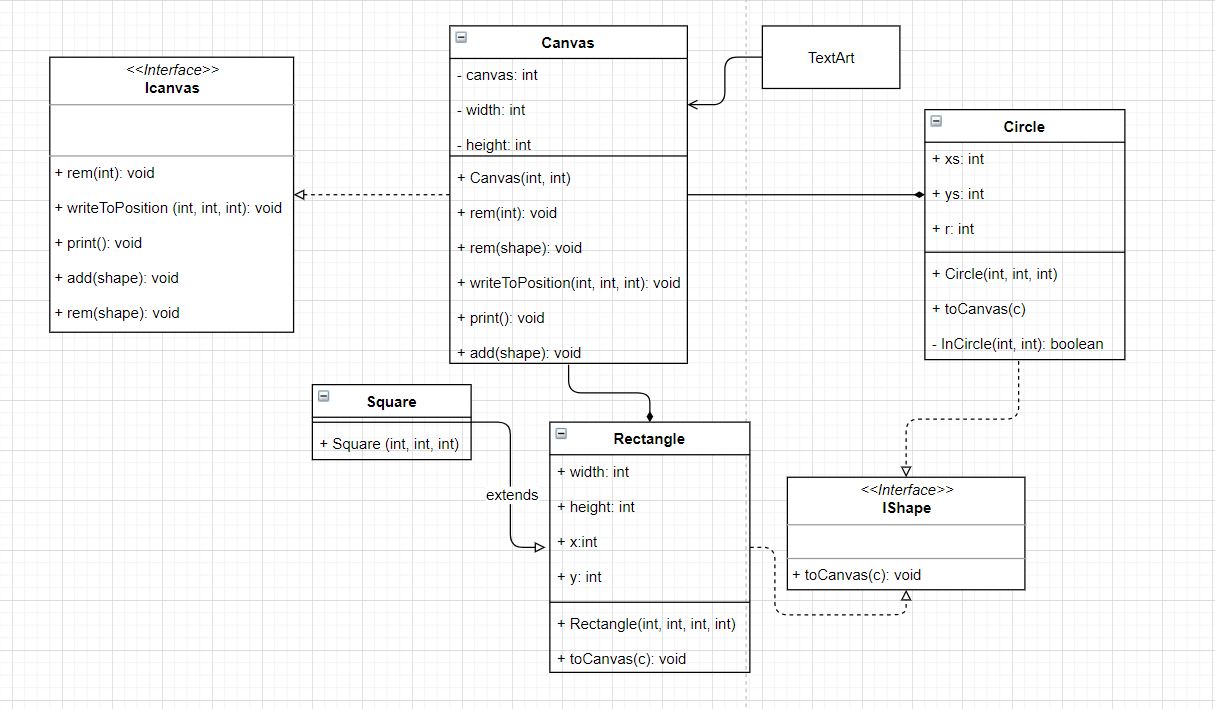 <<Interface>>
Icanvas
+ rem(int): void
+ writeToPosition (int, int, int): void
+ print(): void
+ add(shape): void
+ rem(shape): void
Canvas
- canvas: int
- width: int
- height: int
+ Canvas(int, int)
+ rem(int): void
+ rem(shape): void
+ writeToPosition(int, int, int): void
+ print(): void
+ add(shape): void
TextArt
Circle
+ xs: int
+ ys: int
+ r: int
+ Circle(int, int, int)
+ toCanvas(c)
- InCircle(int, int): boolean
Square
+ Square (int, int, int)
extends
Rectangle
+ width: int
+ height: int
+ x:int
+ y: int
+ Rectangle(int, int, int, int)
+ toCanvas(c): void
<<Interface>>
IShape
+ toCanvas(c): void